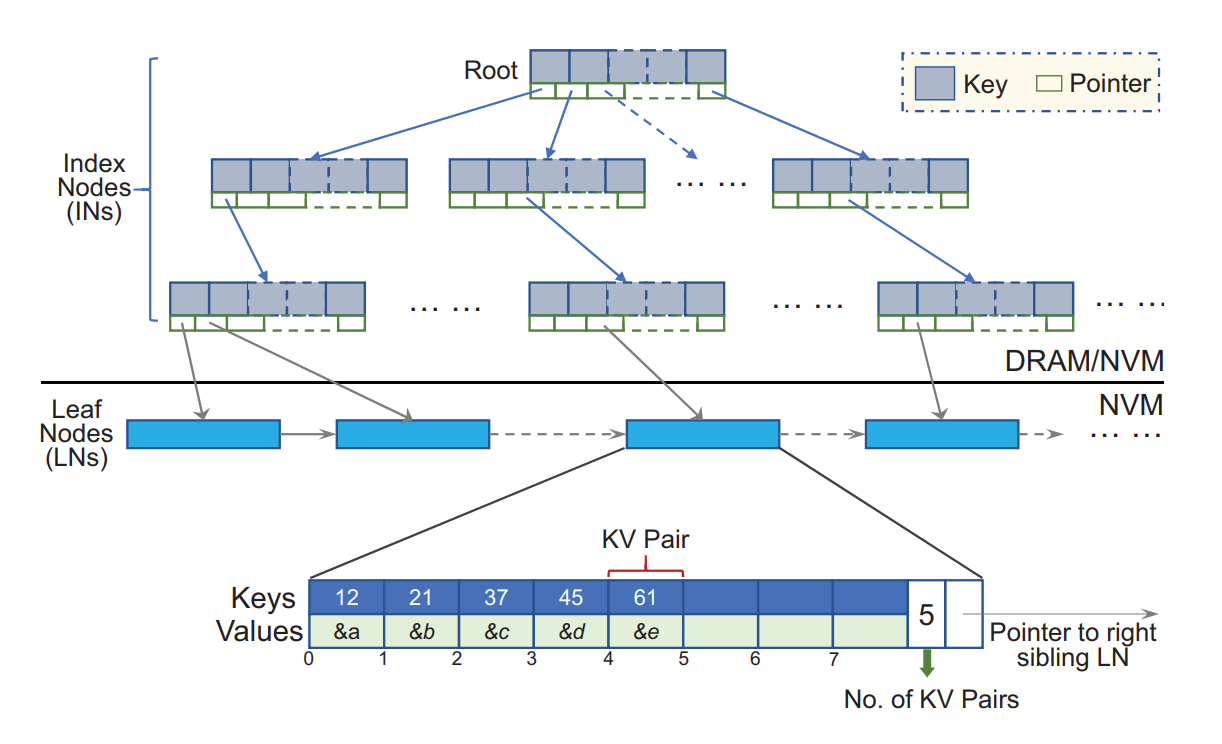 Root
Key
Pointer
Index
Nodes
(INs)
... ...
... ...
... ...
... ...
DRAM/NVM
NVM
Leaf
Nodes
(LNs)
... ...
KV Pair
Keys 12 21 37 45 61
Values &a &b &c &d &e
5
0 1 2 3 4 5 6 7
Pointer to right
sibling LN
No. of KV Pairs